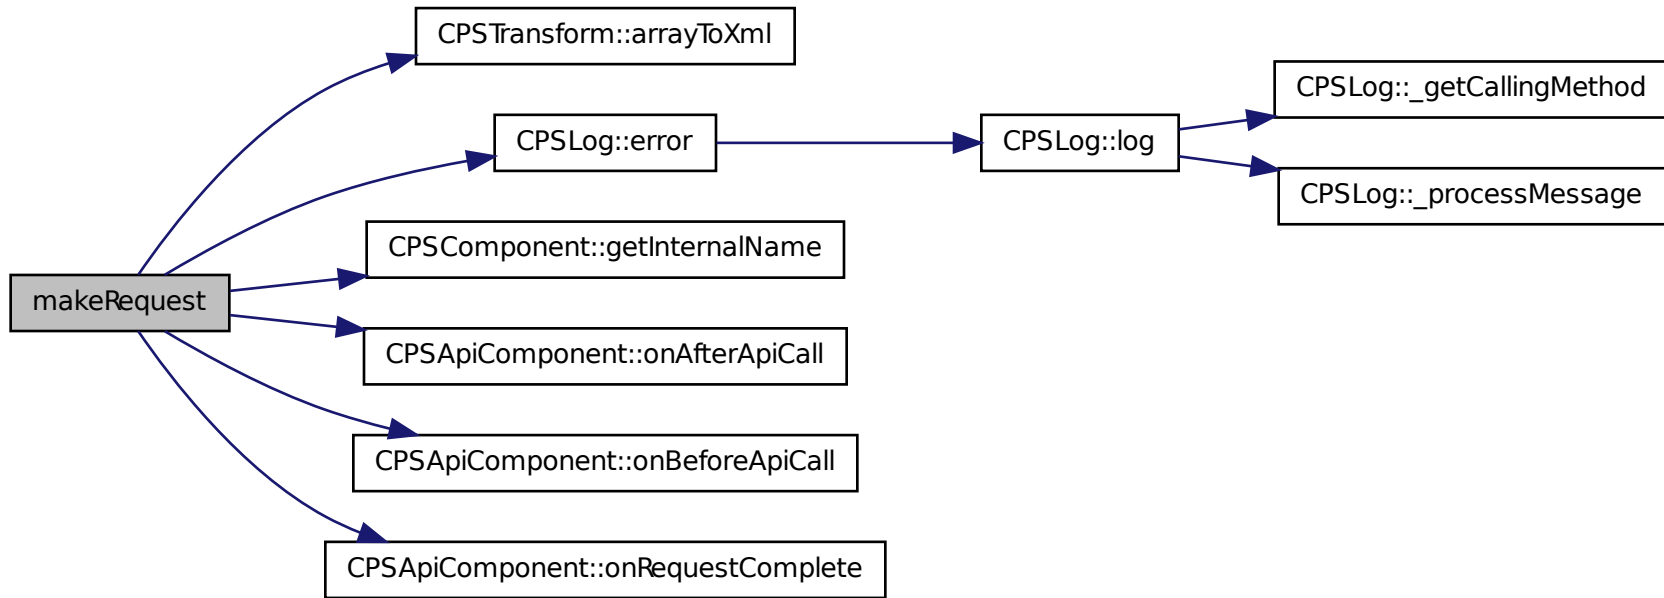 CPSTransform::arrayToXml
CPSLog::_getCallingMethod
CPSLog::error
CPSLog::log
CPSLog::_processMessage
CPSComponent::getInternalName
makeRequest
CPSApiComponent::onAfterApiCall
CPSApiComponent::onBeforeApiCall
CPSApiComponent::onRequestComplete